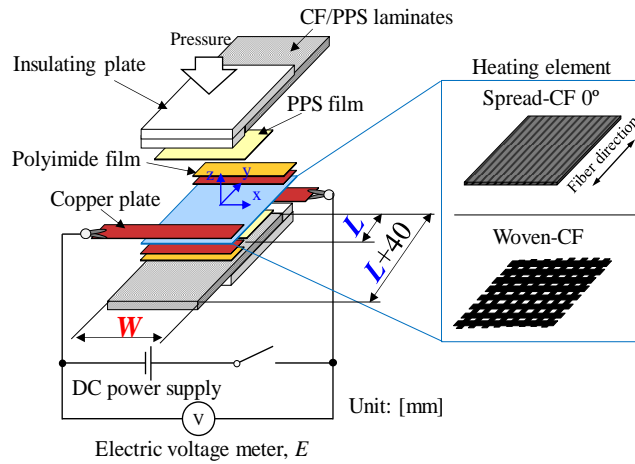 CF/PPS laminates
Pressure
Insulating plate
PPS film
Polyimide film
Copper plate
z
y
x
L
L+40
W
DC power supply
V
Electric voltage meter, E
Unit: [mm]
Heating element
Spread-CF 0°
Fiber direction
Woven-CF